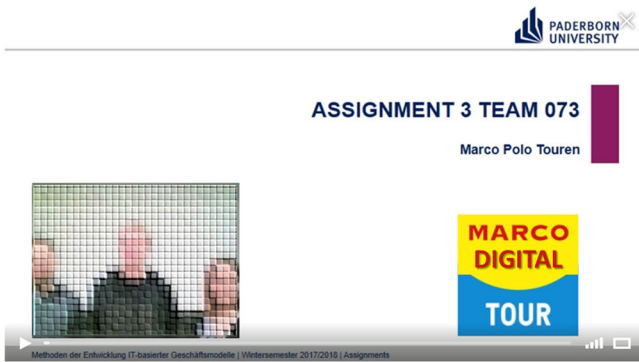 PADERBORN
UNIVERSITY
ASSIGNMENT 3 TEAM 073
Marco Polo Touren
MARCO
DIGITAL
TOUR
Methoden der Entwicklung IT-basierter Geschäftsmodelle | Wintersemester 2017/2018 | Assignments